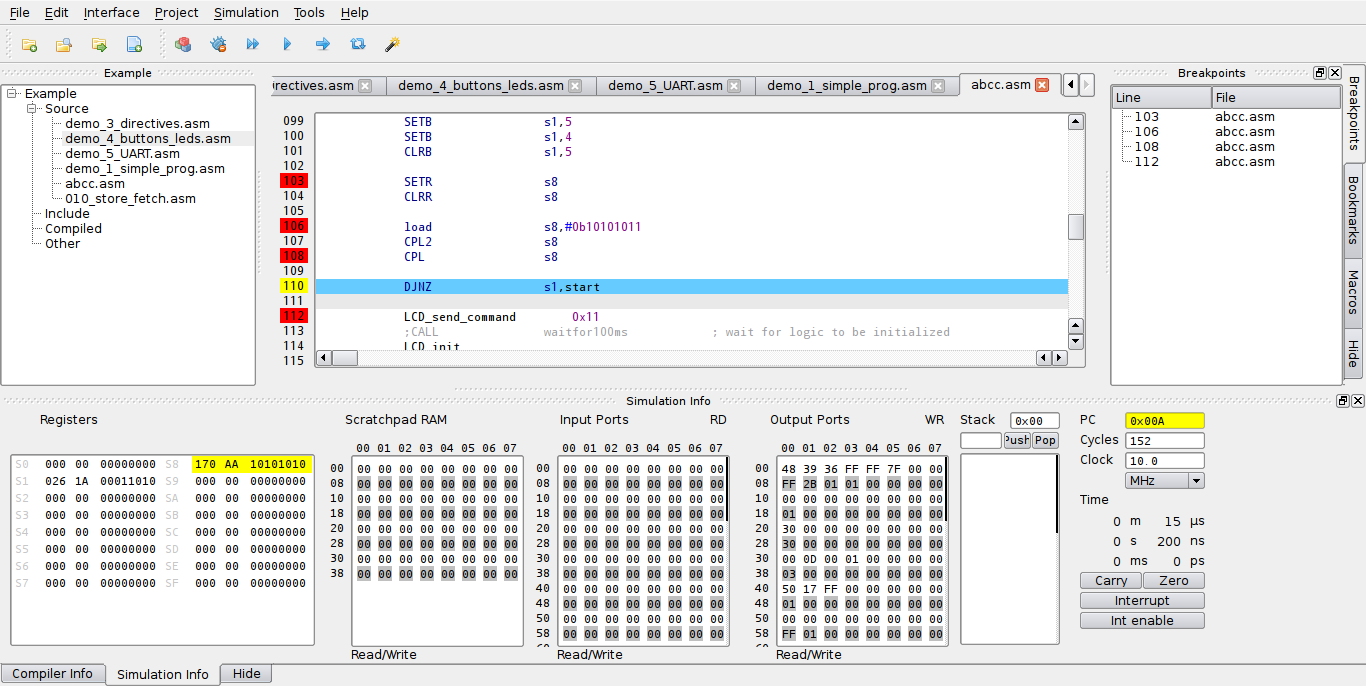 File Edit Interface Project Simulation Tools Help
Example
Example
Source
demo_3_directives.asm
demo_4_buttons_leds.asm
demo_5_UART.asm
demo_1_simple_prog.asm
abcc.asm
010_store_fetch.asm
Include
Compiled
Other
irectives.asm demo_4_buttons_leds.asm demo_5_UART.asm demo_1_simple_prog.asm abcc.asm
099 SETB s1,5
100 SETB s1,4
101 CLRB s1,5
102
103 SETR s8
104 CLRR s8
105
106 load s8,#0b10101011
107 CPL2 s8
108 CPL s8
109
110 DJNZ s1,start
111
112 LCD_send_command 0x11
113 ;CALL waitfor100ms ; wait for logic to be initialized
114 LCD_init
115
Breakpoints
Line File
103 abcc.asm
106 abcc.asm
108 abcc.asm
112 abcc.asm
Breakpoints
Bookmarks
Macros
Hide
Simulation Info
Registers
S0 000 00 00000000 S8 170 AA 10101010
S1 026 1A 00011010 S9 000 00 00000000
S2 000 00 00000000 SA 000 00 00000000
S3 000 00 00000000 SB 000 00 00000000
S4 000 00 00000000 SC 000 00 00000000
S5 000 00 00000000 SD 000 00 00000000
S6 000 00 00000000 SE 000 00 00000000
S7 000 00 00000000 SF 000 00 00000000
Scratchpad RAM
00 01 02 03 04 05 06 07
00 00 00 00 00 00 00 00 00
08 00 00 00 00 00 00 00 00
10 00 00 00 00 00 00 00 00
18 00 00 00 00 00 00 00 00
20 00 00 00 00 00 00 00 00
28 00 00 00 00 00 00 00 00
30 00 00 00 00 00 00 00 00
38 00 00 00 00 00 00 00 00
Read/Write
Input Ports RD
00 01 02 03 04 05 06 07
00 00 00 00 00 00 00 00 00
08 00 00 00 00 00 00 00 00
10 00 00 00 00 00 00 00 00
18 00 00 00 00 00 00 00 00
20 00 00 00 00 00 00 00 00
28 00 00 00 00 00 00 00 00
30 00 00 00 00 00 00 00 00
38 00 00 00 00 00 00 00 00
40 00 00 00 00 00 00 00 00
48 00 00 00 00 00 00 00 00
50 00 00 00 00 00 00 00 00
58 00 00 00 00 00 00 00 00
Read/Write
Output Ports WR
00 01 02 03 04 05 06 07
00 48 39 36 FF FF 7F 00 00
08 FF 2B 01 01 00 00 00 00
10 00 00 00 00 00 00 00 00
18 01 00 00 00 00 00 00 00
20 30 00 00 00 00 00 00 00
28 30 00 00 00 00 00 00 00
30 00 0D 00 01 00 00 00 00
38 03 00 00 00 00 00 00 00
40 50 17 FF 00 00 00 00 00
48 01 00 00 00 00 00 00 00
50 00 00 00 00 00 00 00 00
58 FF 01 00 00 00 00 00 00
Read/Write
Stack 0x00
Push Pop
PC 0x00A
Cycles 152
Clock 10.0
MHz
Time
0 m 15 µs
0 s 200 ns
0 ms 0 ps
Carry Zero
Interrupt
Int enable
Compiler Info Simulation Info Hide